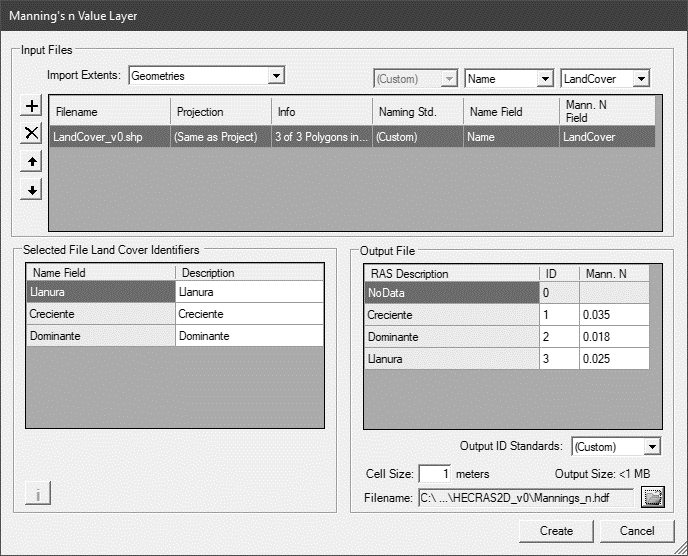 Manning's n Value Layer
Input Files
Import Extents: Geometries (Custom) Name LandCover
Filename Projection Info Naming Std. Name Field Mann. N Field
LandCover_v0.shp (Same as Project) 3 of 3 Polygons in... (Custom) Name LandCover
Selected File Land Cover Identifiers
Name Field Description
Llanura Llanura
Creciente Creciente
Dominante Dominante
i
Output File
RAS Description ID Mann. N
NoData 0
Creciente 1 0.035
Dominante 2 0.018
Llanura 3 0.025
Output ID Standards: (Custom)
Cell Size: 1 meters Output Size: <1 MB
Filename: C:\ ...\HECRAS2D_v0\Mannings_n.hdf
Create Cancel